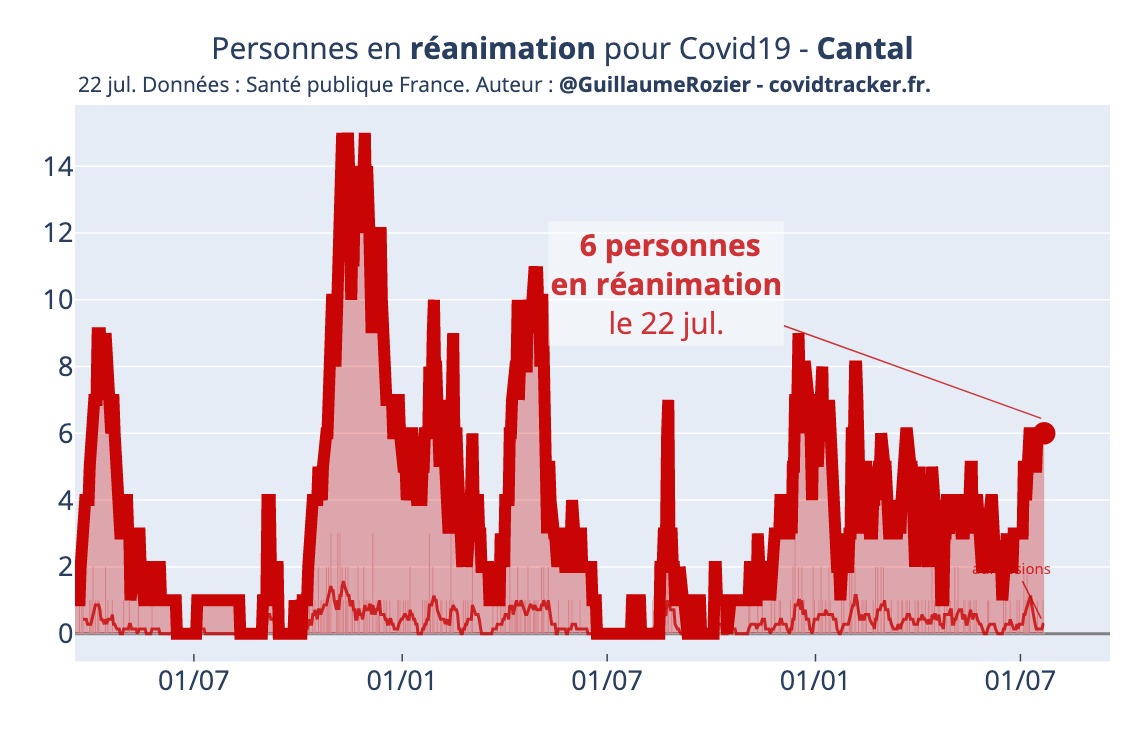 Personnes en réanimation pour Covid19 - Cantal
22 jul. Données : Santé publique France. Auteur : @GuillaumeRozier - covidtracker.fr.
14
12
10
8
6
4
2
0
6 personnes
en réanimation
le 22 jul.
01/07
01/01
01/07
01/01
01/07